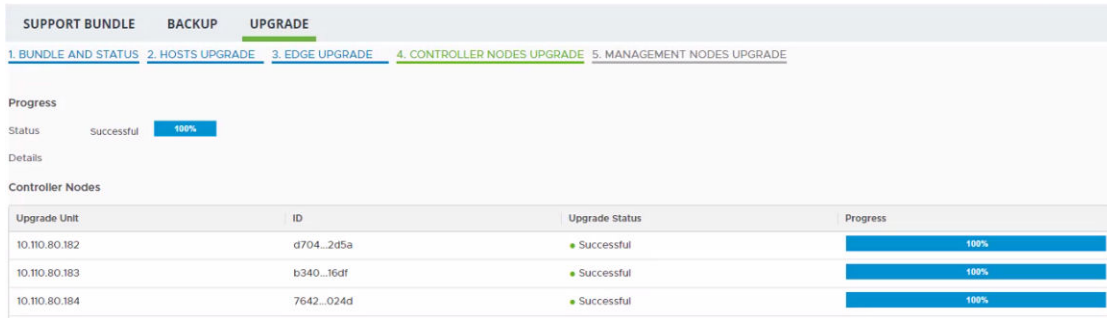 SUPPORT BUNDLE BACKUP UPGRADE
1. BUNDLE AND STATUS 2. HOSTS UPGRADE 3. EDGE UPGRADE 4. CONTROLLER NODES UPGRADE 5. MANAGEMENT NODES UPGRADE
Progress
Status Successful 100%
Details
Controller Nodes
Upgrade Unit ID Upgrade Status Progress
10.110.80.182 d704...2d5a Successful 100%
10.110.80.183 b340...16df Successful 100%
10.110.80.184 7642...024d Successful 100%